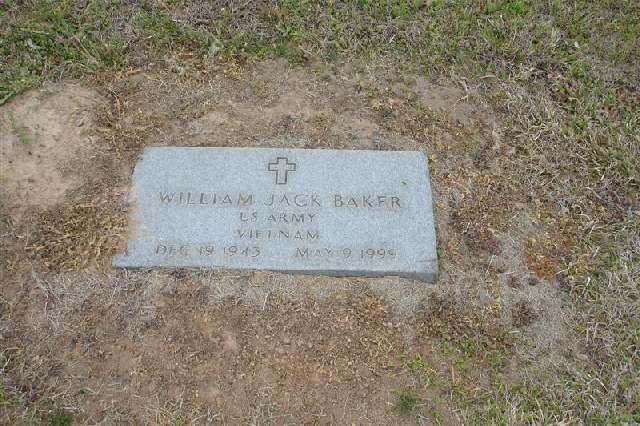 WILLIAM JACK BAKER
US ARMY
VIETNAM
DEC 19 1943 MAY 9 1999